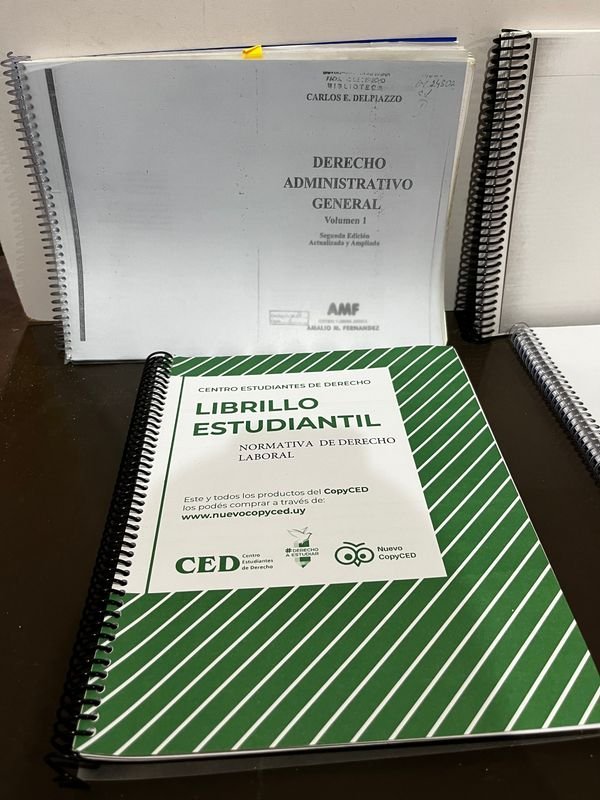 BIBLIOTECA
CARLOS E. DELPIAZZO
DERECHO
ADMINISTRATIVO
GENERAL
Volumen 1
Segunda Edición
Actualizada y Ampliada
AMF
AMALIO M. FERNANDEZ
CENTRO ESTUDIANTES DE DERECHO
LIBRILLO
ESTUDIANTIL
NORMATIVA DE DERECHO
LABORAL
Este y todos los productos del CopyCED
los podés comprar a través de:
www.nuevocopyced.uy
CED Centro
Estudiantes
de Derecho
#DERECHO
A ESTUDIAR
Nuevo
CopyCED